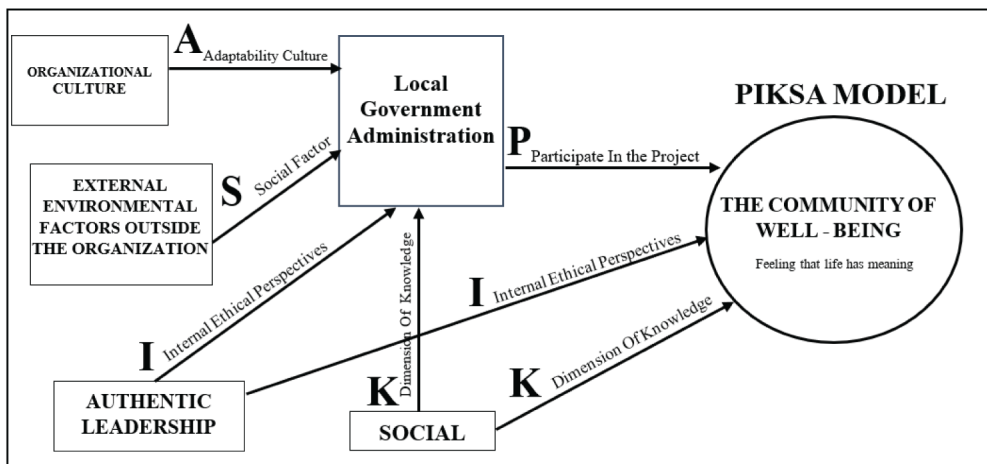 ORGANIZATIONAL
CULTURE
A
Adaptability Culture
Local
Government
Administration
PIKSA MODEL
P
Participate In the Project
EXTERNAL
ENVIRONMENTAL
FACTORS OUTSIDE
THE ORGANIZATION
S
Social Factor
THE COMMUNITY OF
WELL - BEING
Feeling that life has meaning
I
Internal Ethical Perspectives
I
Internal Ethical Perspectives
K
Dimension Of Knowledge
K
Dimension Of Knowledge
AUTHENTIC
LEADERSHIP
SOCIAL